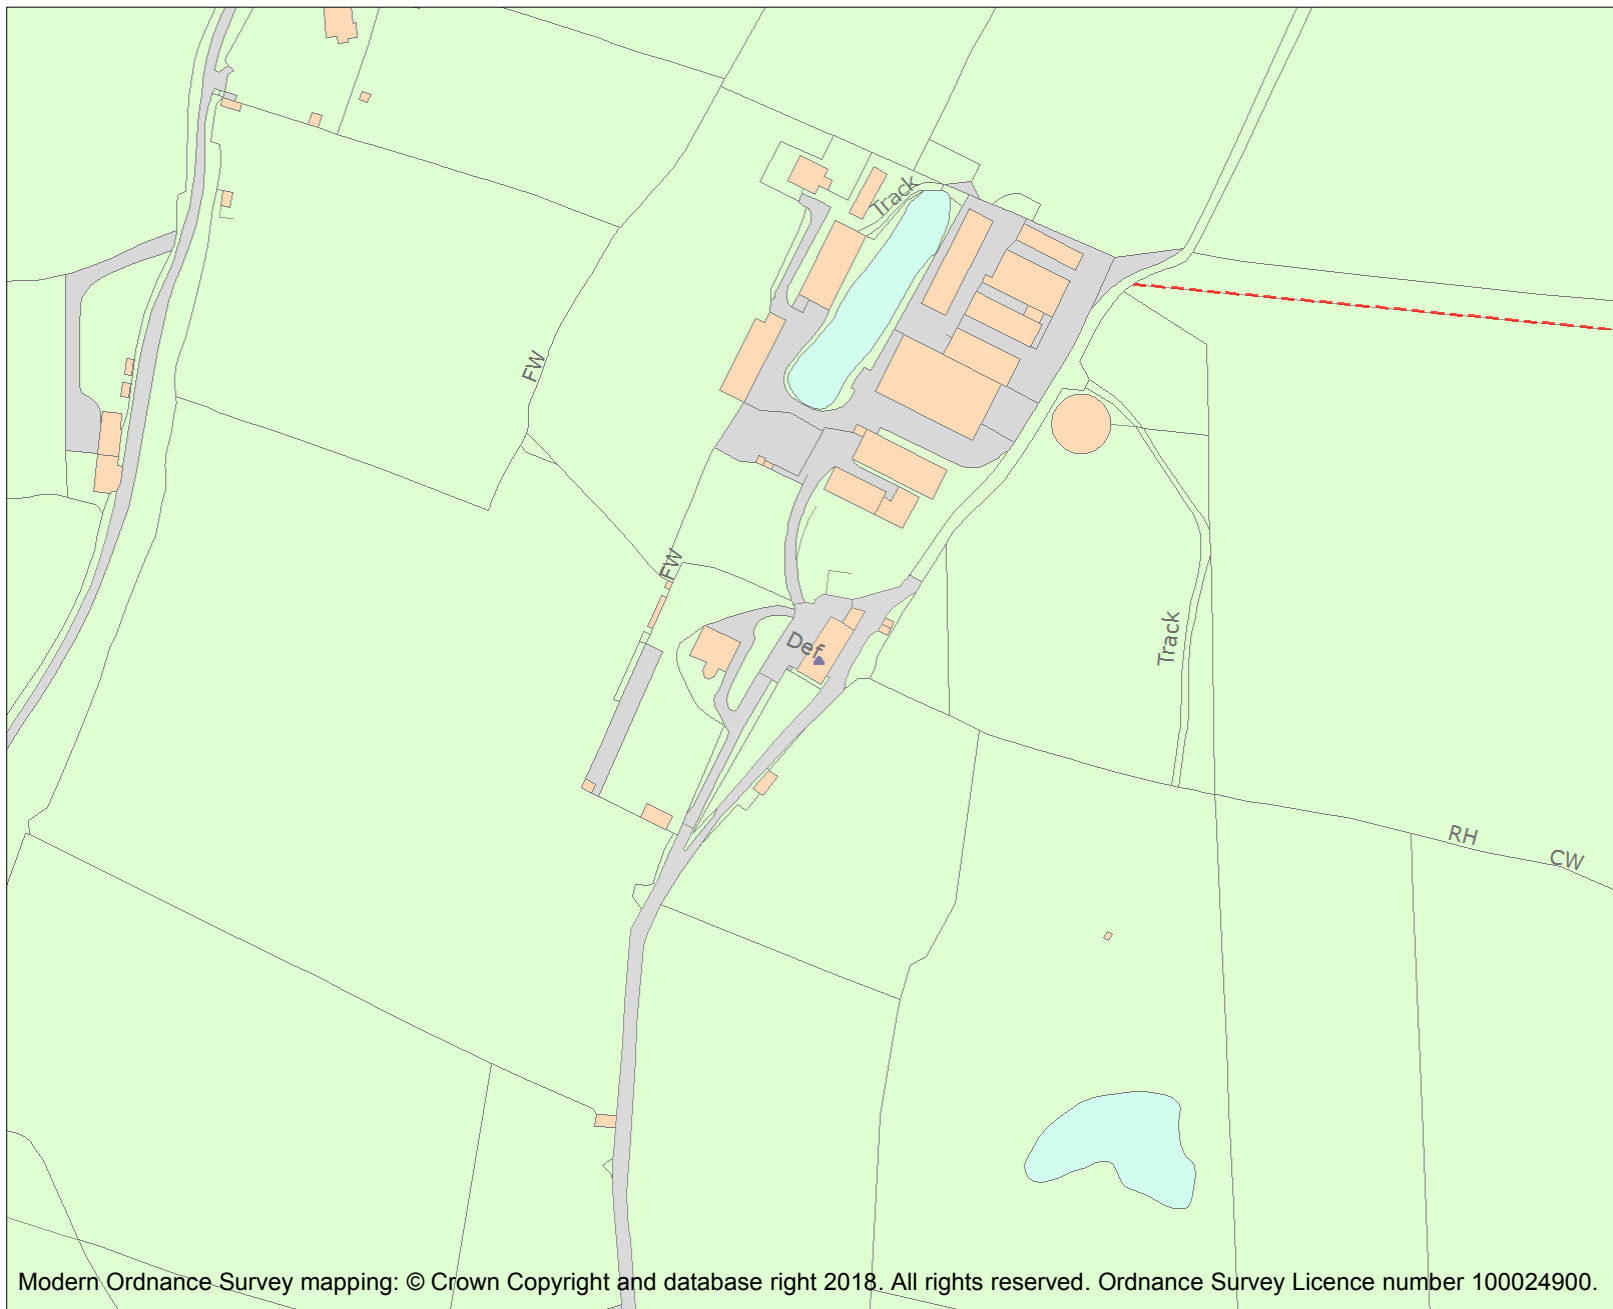 Track
FW
FW
Def
Track
RH
CW
Modern Ordnance Survey mapping: © Crown Copyright and database right 2018. All rights reserved. Ordnance Survey Licence number 100024900.